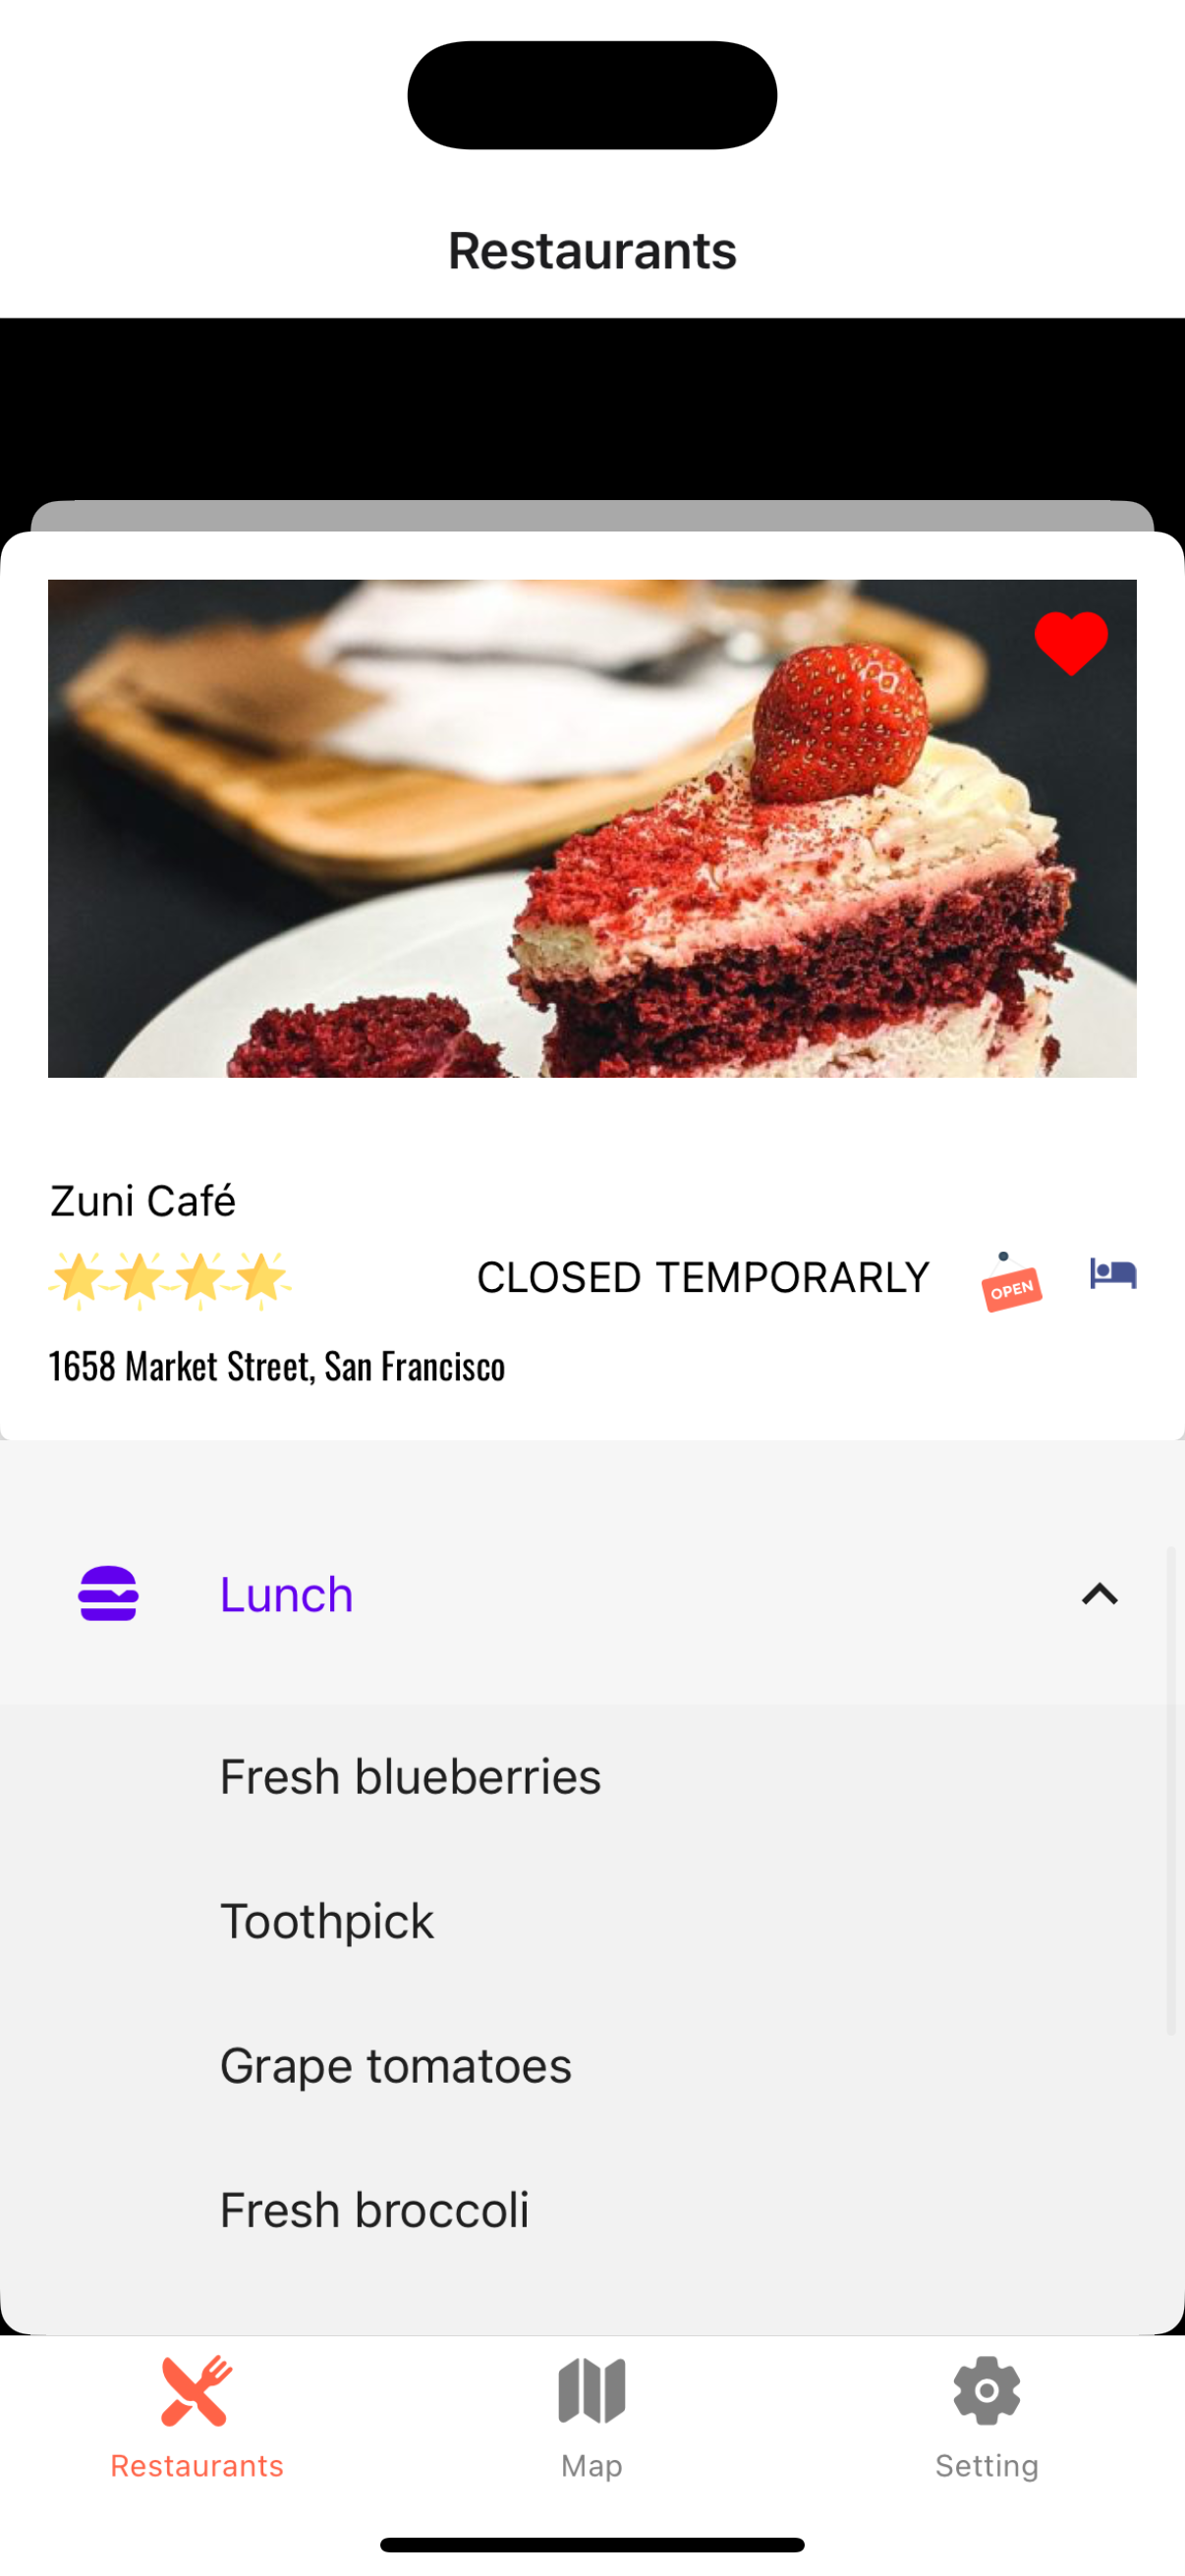 Restaurants
Zuni Café
CLOSED TEMPORARLY
OPEN
1658 Market Street, San Francisco
Lunch
Fresh blueberries
Toothpick
Grape tomatoes
Fresh broccoli
Restaurants
Map
Setting